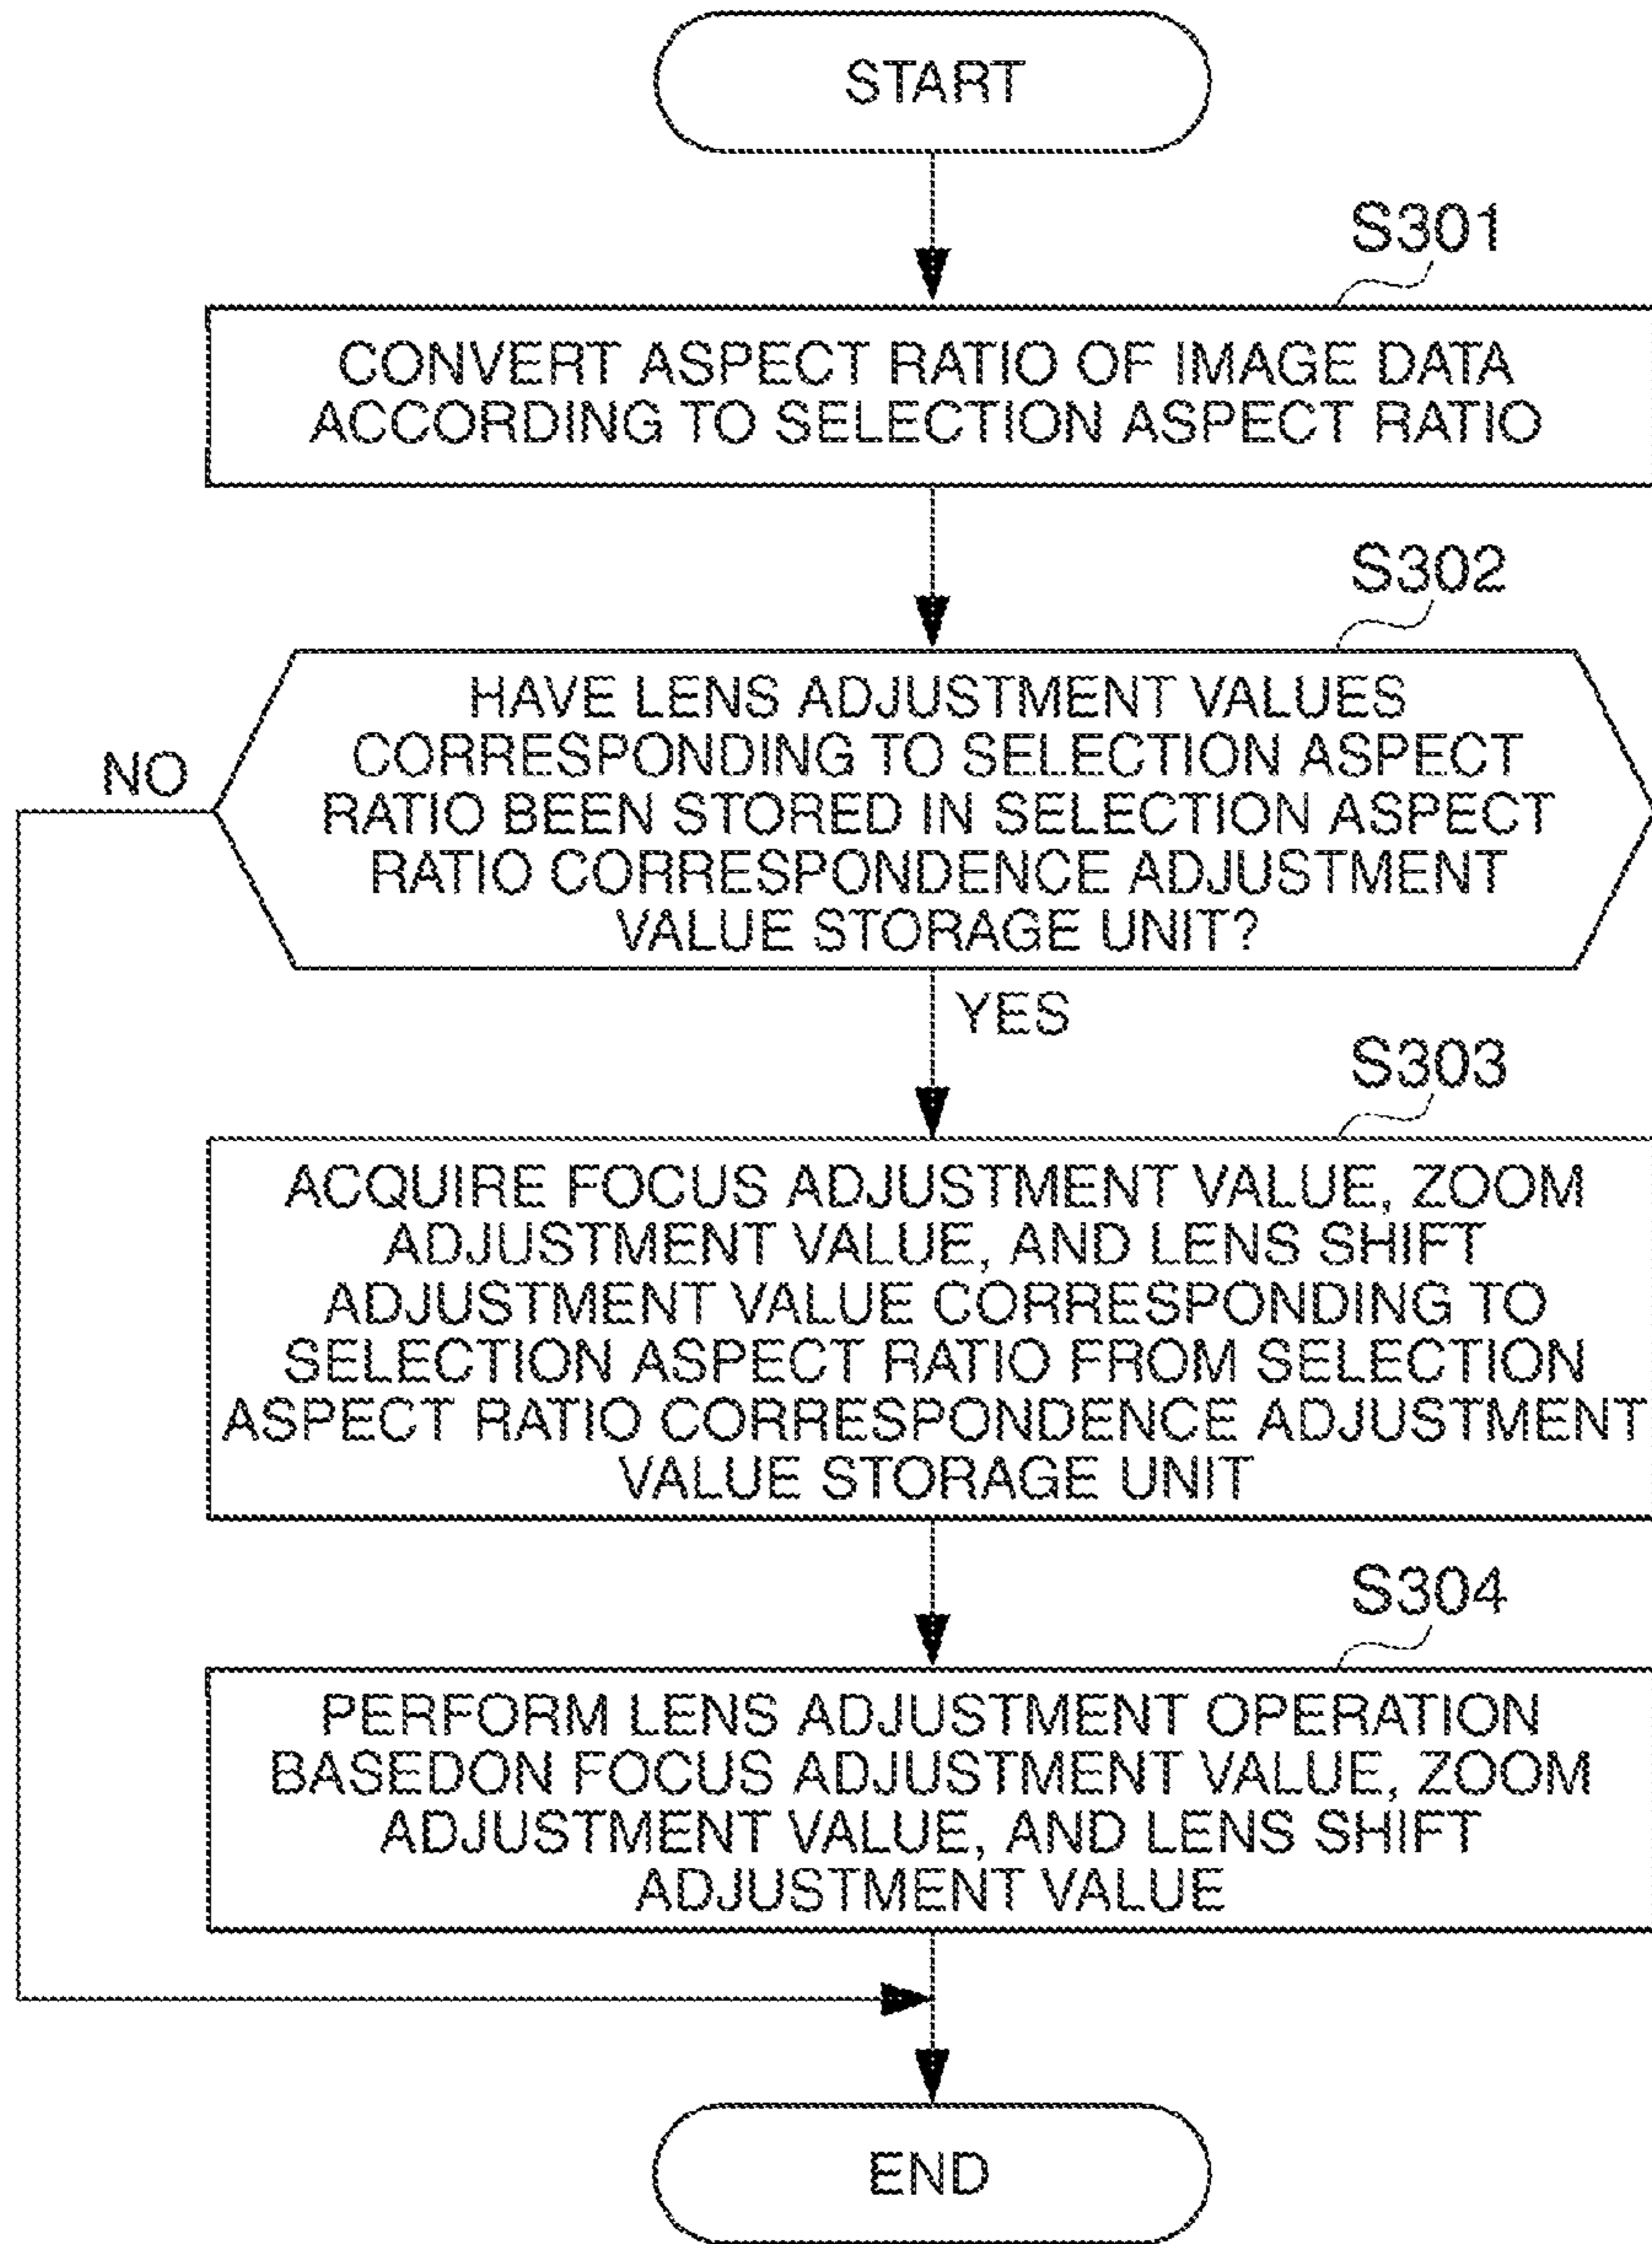 START
S301
CONVERT ASPECT RATIO OF IMAGE DATA
ACCORDING TO SELECTION ASPECT RATIO
S302
HAVE LENS ADJUSTMENT VALUES
CORRESPONDING TO SELECTION ASPECT
RATIO BEEN STORED IN SELECTION ASPECT
RATIO CORRESPONDENCE ADJUSTMENT
VALUE STORAGE UNIT?
NO
YES
S303
ACQUIRE FOCUS ADJUSTMENT VALUE, ZOOM
ADJUSTMENT VALUE, AND LENS SHIFT
ADJUSTMENT VALUE CORRESPONDING TO
SELECTION ASPECT RATIO FROM SELECTION
ASPECT RATIO CORRESPONDENCE ADJUSTMENT
VALUE STORAGE UNIT
S304
PERFORM LENS ADJUSTMENT OPERATION
BASEDON FOCUS ADJUSTMENT VALUE, ZOOM
ADJUSTMENT VALUE, AND LENS SHIFT
ADJUSTMENT VALUE
END